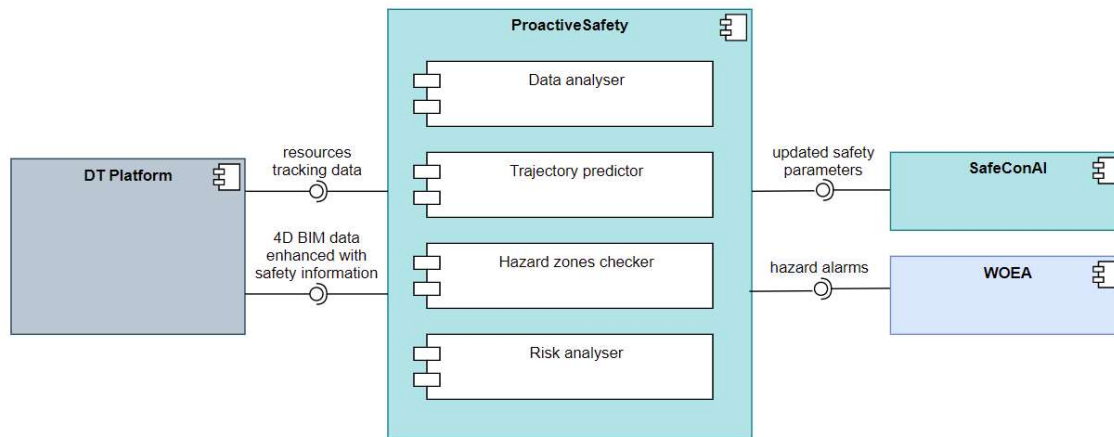 ProactiveSafety
Data analyser
resources
tracking data
updated safety
parameters
DT Platform
Trajectory predictor
SafeConAI
4D BIM data
enhanced with
safety information
Hazard zones checker
hazard alarms
WOEA
Risk analyser